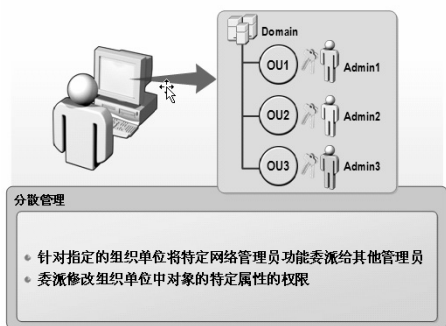 Domain
OU1 Admin1
OU2 Admin2
OU3 Admin3
分散管理
针对指定的组织单位将特定网络管理员功能委派给其他管理员
委派修改组织单位中对象的特定属性的权限